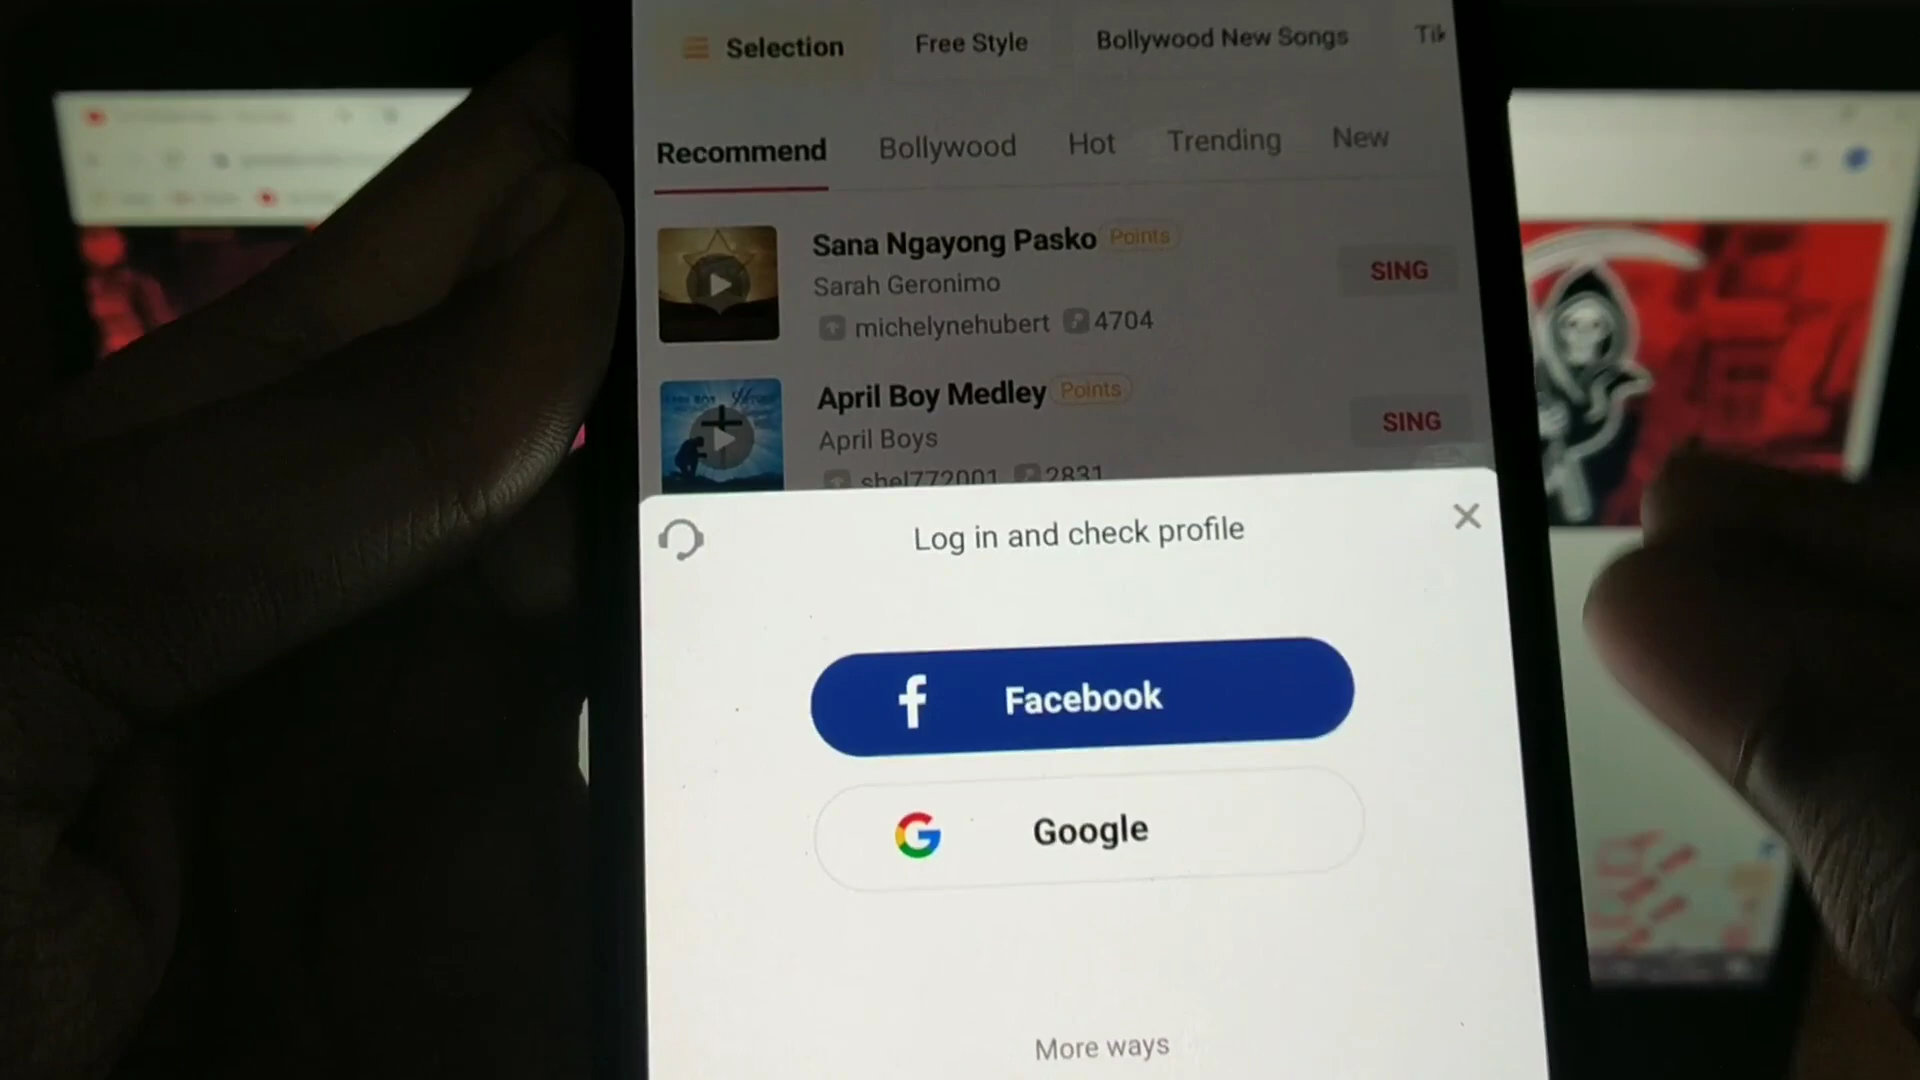 Selection Free Style Bollywood New Songs Tik
Recommend Bollywood Hot Trending New
Sana Ngayong Pasko Points
Sarah Geronimo SING
michelynehubert 4704
April Boy Medley Points
April Boys SING
shel772001 2831
Log in and check profile
Facebook
Google
More ways